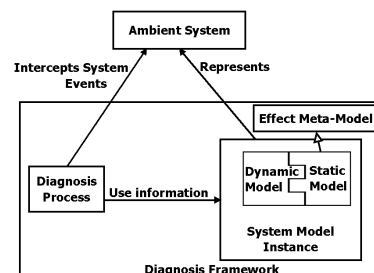 Ambient System
Intercepts System
Events
Represents
Effect Meta-Model
Diagnosis
Process
Use information
Dynamic
Model
Static
Model
System Model
Instance
Diagnosis Framework